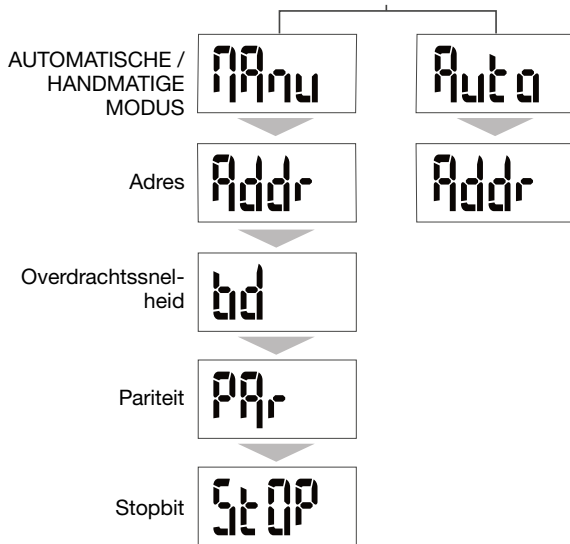 AUTOMATISCHE /
HANDMATIGE
MODUS
MAnu
Auto
Adres
Addr
Addr
Overdrachtssnel-
heid
bd
Pariteit
PAr
Stopbit
StOP